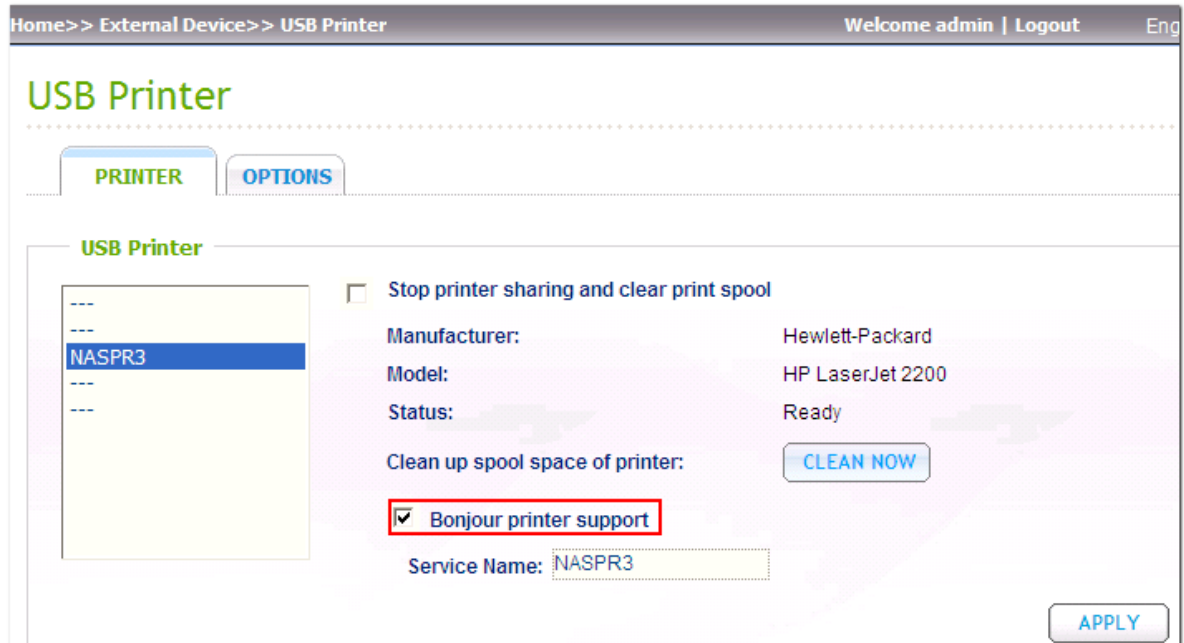 Home>> External Device>> USB Printer Welcome admin | Logout Eng
USB Printer
PRINTER OPTIONS
USB Printer
---
---
NASPR3
---
---
Stop printer sharing and clear print spool
Manufacturer: Hewlett-Packard
Model: HP LaserJet 2200
Status: Ready
Clean up spool space of printer: CLEAN NOW
Bonjour printer support
Service Name: NASPR3
APPLY